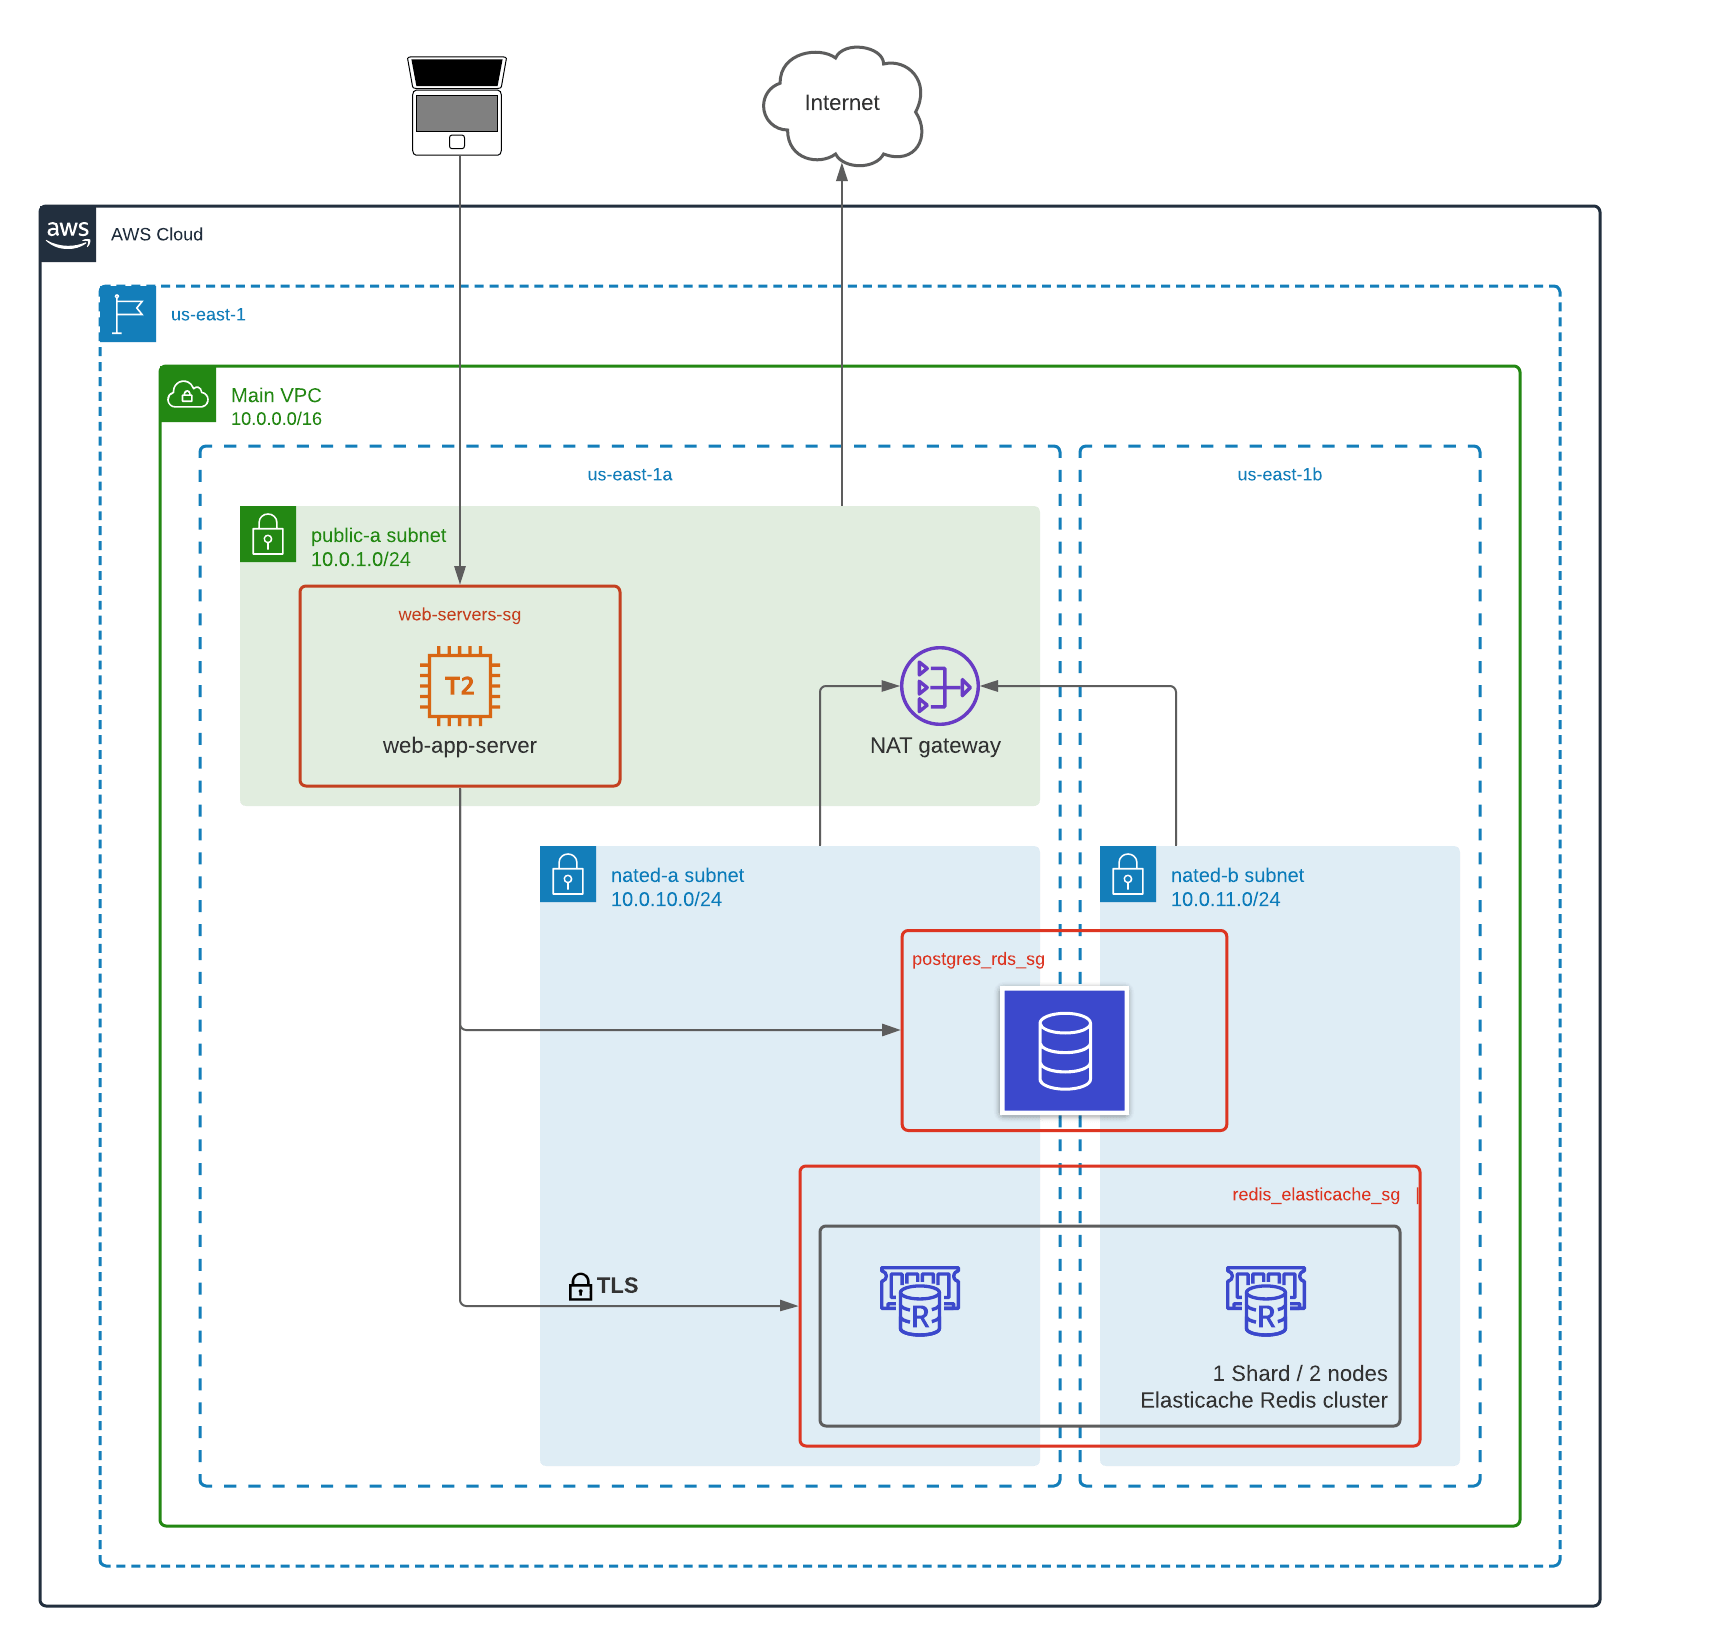 Internet
aws
AWS Cloud
us-east-1
Main VPC
10.0.0.0/16
us-east-1a
us-east-1b
public-a subnet
10.0.1.0/24
web-servers-sg
T2
web-app-server
NAT gateway
nated-a subnet
10.0.10.0/24
nated-b subnet
10.0.11.0/24
postgres_rds_sg
redis_elasticache_sg
TLS
R
R
1 Shard / 2 nodes
Elasticache Redis cluster